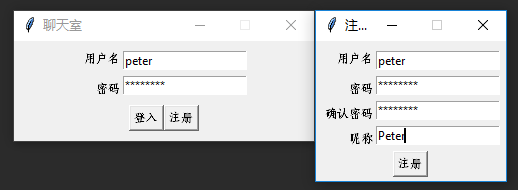 聊天室
用户名 peter
密码 ********
登入 注册
注...
用户名 peter
密码 ********
确认密码 ********
昵称 Peter
注册